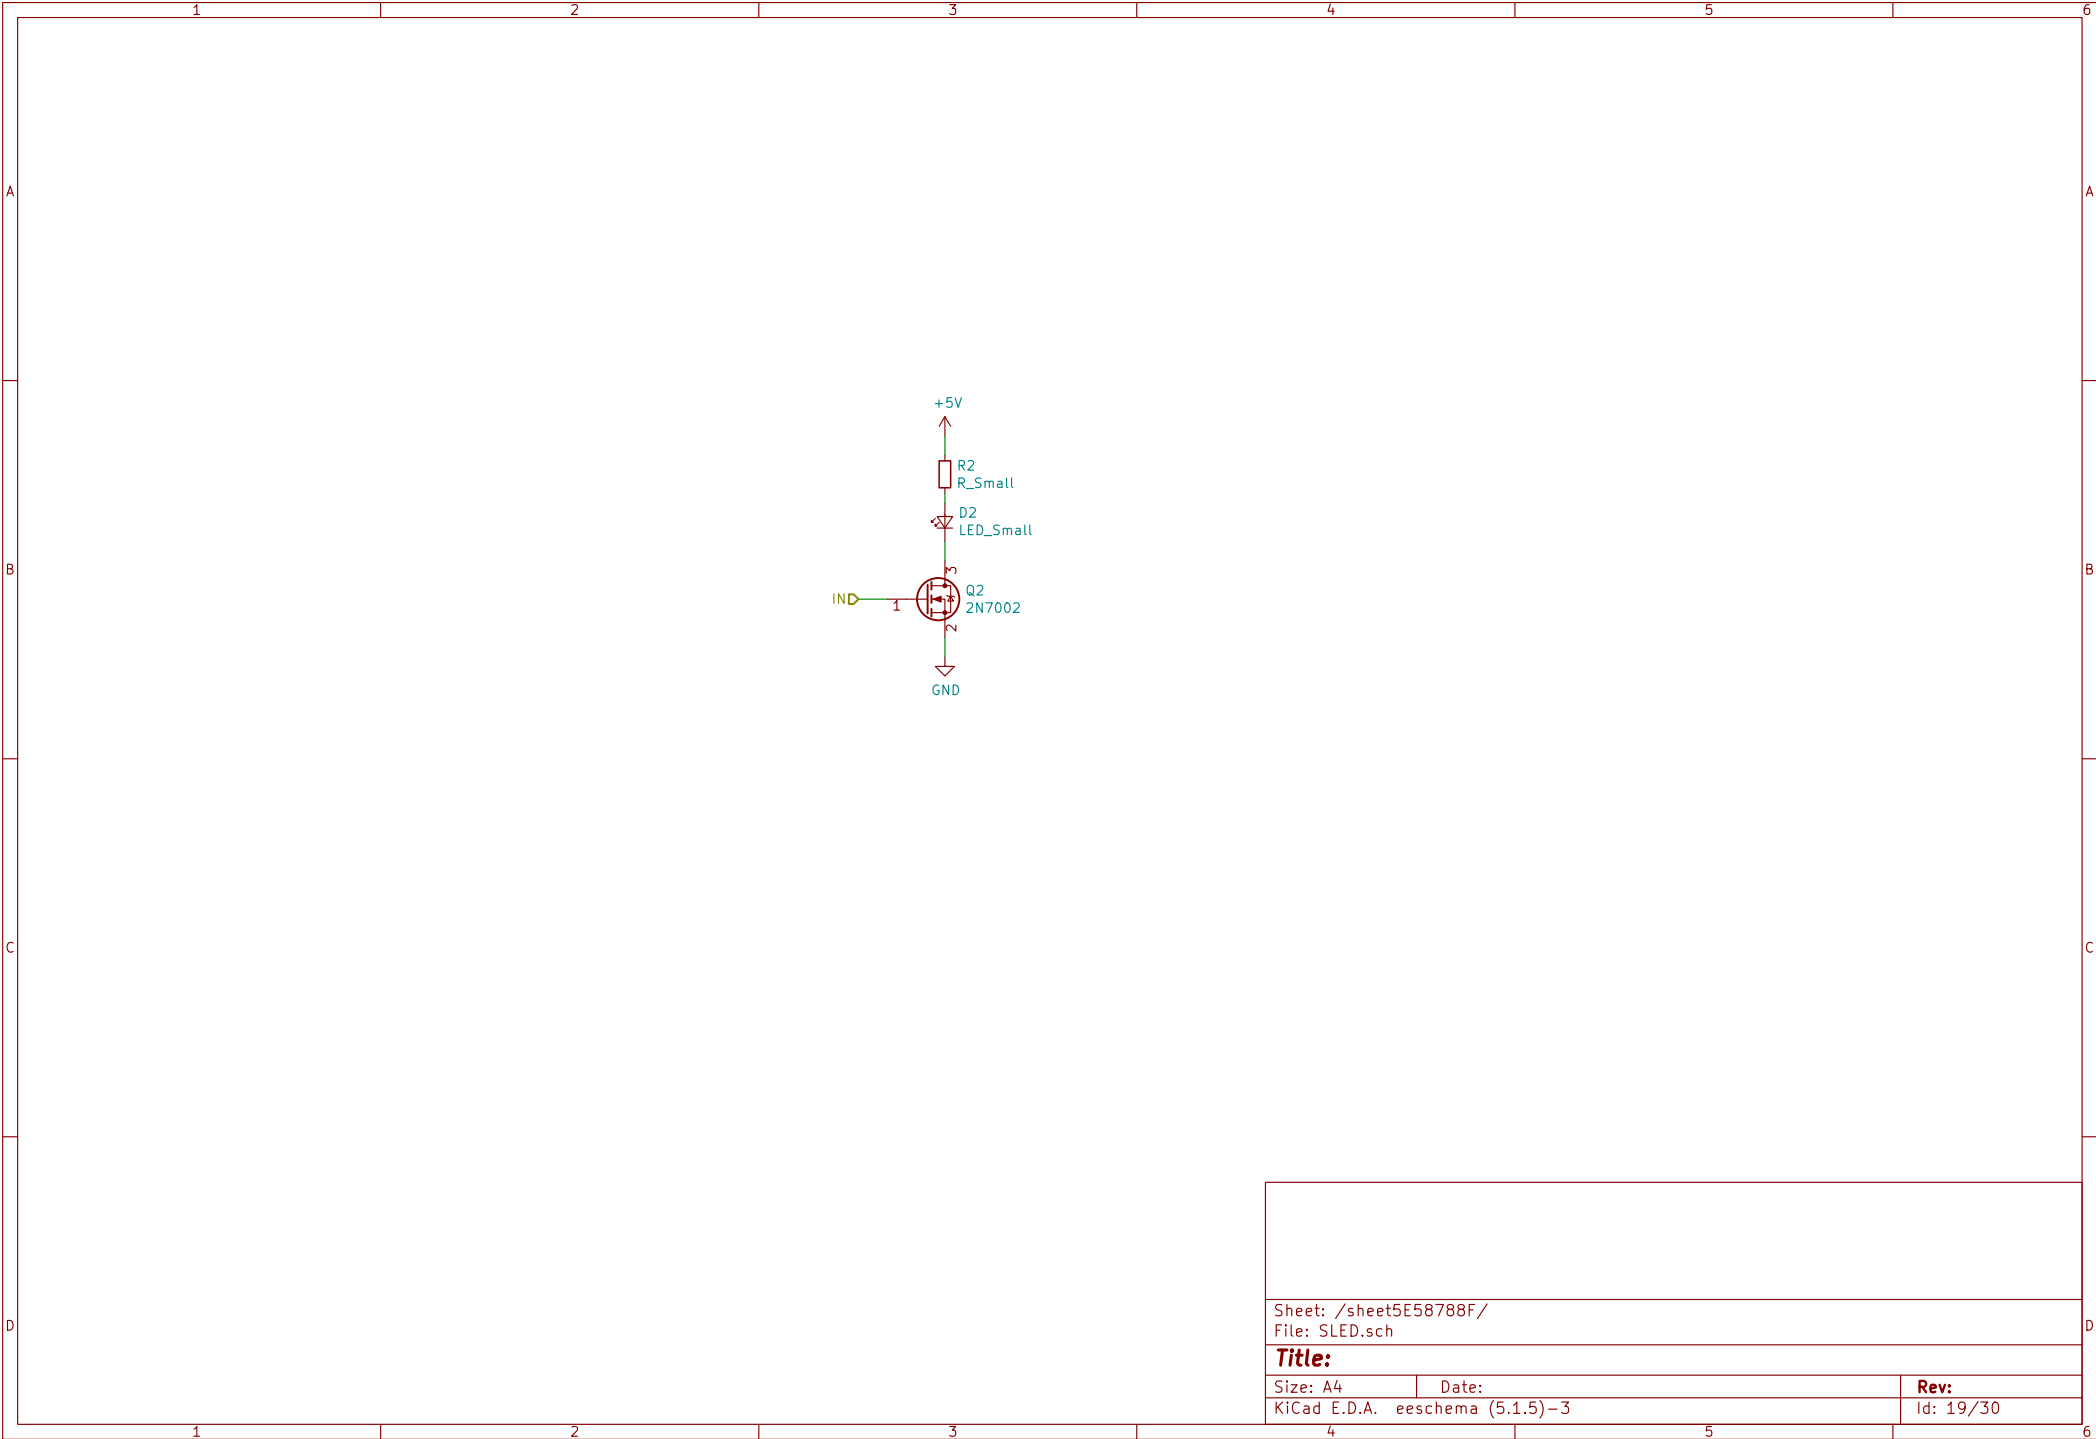 1 2 3 4 5 6
A A
+5V
R2
R_Small
D2
LED_Small
3
B B
IN
1
Q2
2N7002
2
GND
C C
Sheet: /sheet5E58788F/
File: SLED.sch
D D
Title:
Size: A4 Date: Rev:
KiCad E.D.A. eeschema (5.1.5)-3 Id: 19/30
1 2 3 4 5 6